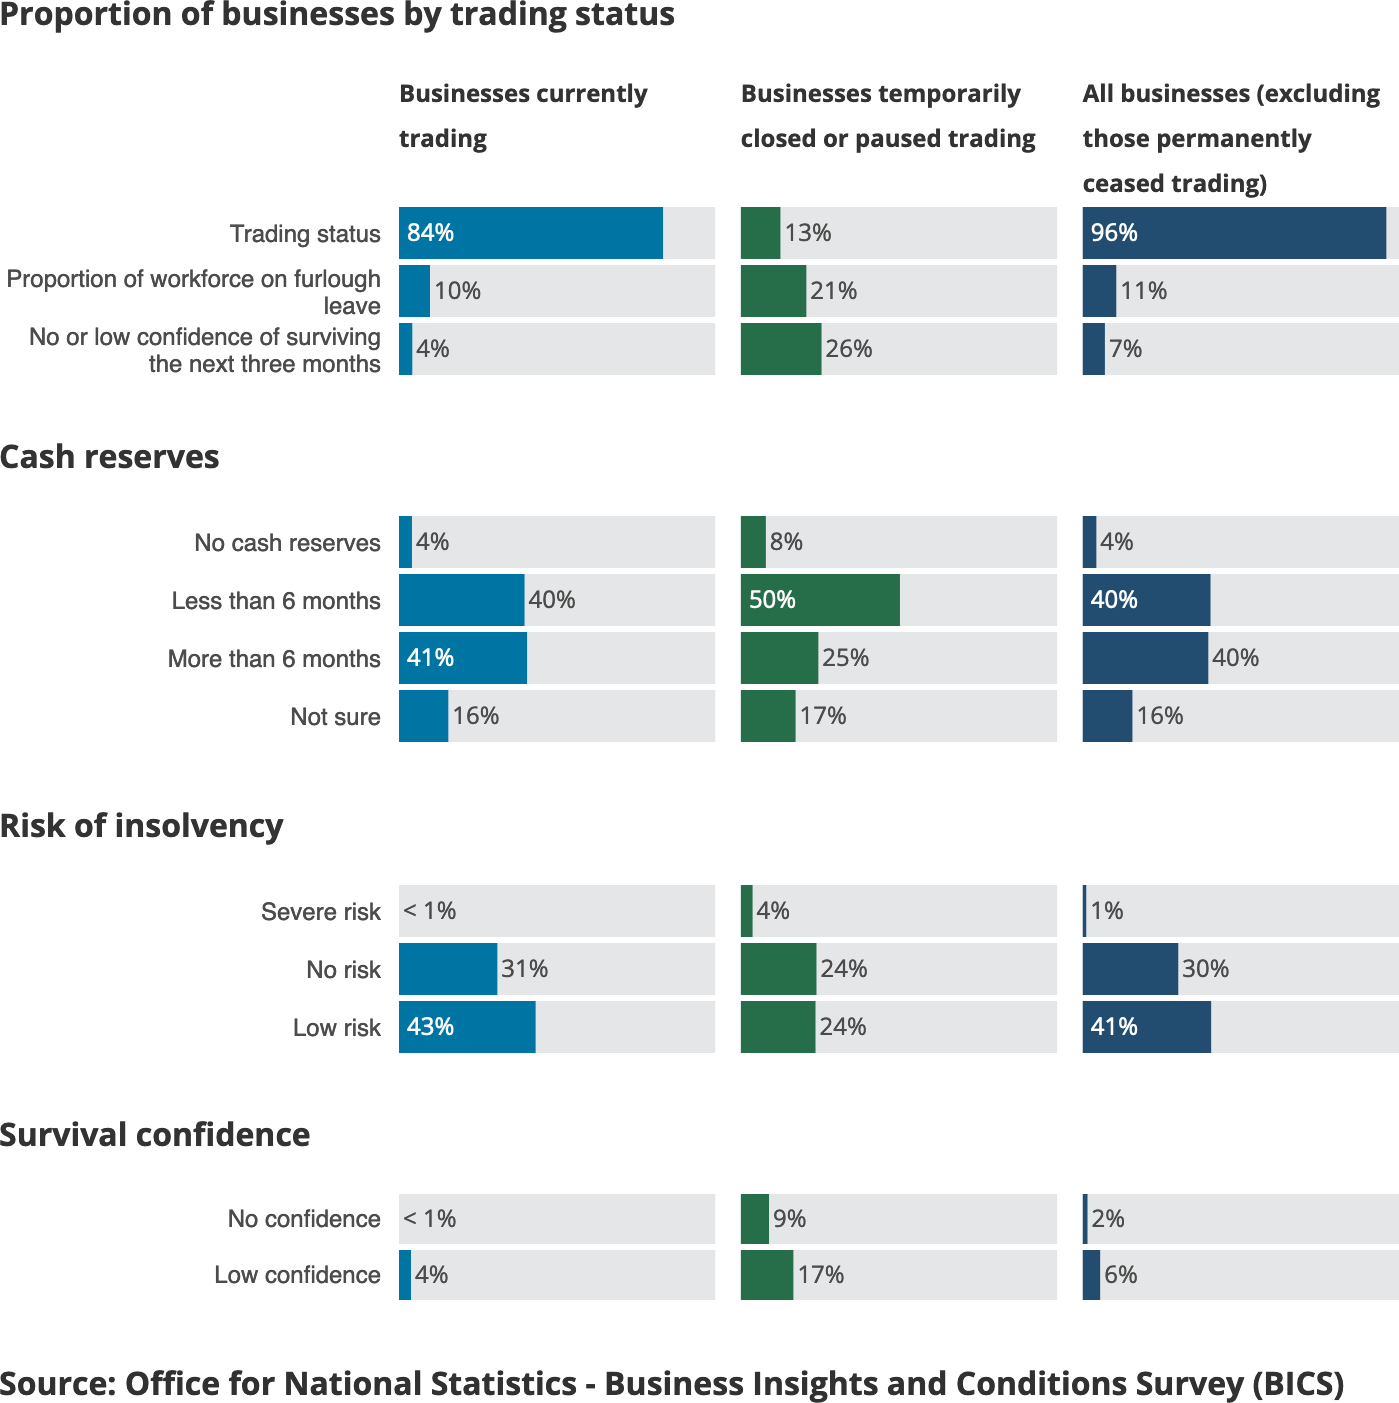 Proportion of businesses by trading status
Businesses currently
trading
Businesses temporarily
closed or paused trading
All businesses (excluding
those permanently
ceased trading)
Trading status 84% 13% 96%
Proportion of workforce on furlough
leave 10% 21% 11%
No or low confidence of surviving
the next three months 4% 26% 7%
Cash reserves
No cash reserves 4% 8% 4%
Less than 6 months 40% 50% 40%
More than 6 months 41% 25% 40%
Not sure 16% 17% 16%
Risk of insolvency
Severe risk < 1% 4% 1%
No risk 31% 24% 30%
Low risk 43% 24% 41%
Survival confidence
No confidence < 1% 9% 2%
Low confidence 4% 17% 6%
Source: Office for National Statistics - Business Insights and Conditions Survey (BICS)